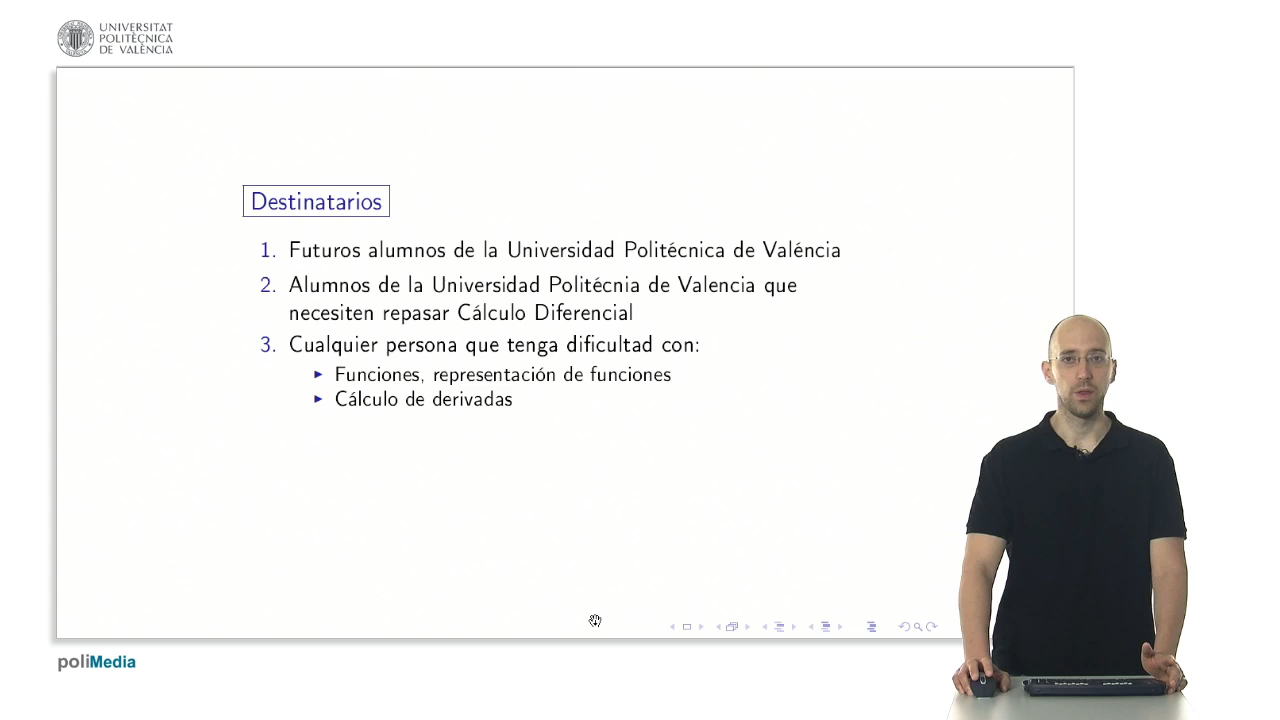 UNIVERSITAT
POLITÈCNICA
DE VALÈNCIA
Destinatarios
1. Futuros alumnos de la Universidad Politécnica de Valéncia
2. Alumnos de la Universidad Politécnia de Valencia que
necesiten repasar Cálculo Diferencial
3. Cualquier persona que tenga dificultad con:
Funciones, representación de funciones
Cálculo de derivadas
poliMedia